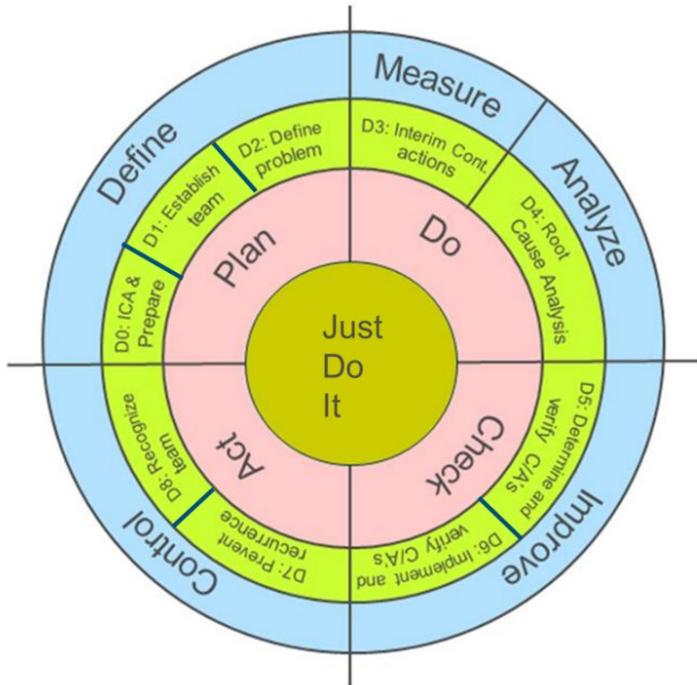 Define
Measure
Analyze
Improve
Control
D0: ICA &
Prepare
D1: Establish
team
D2: Define
problem
D3: Interim Cont.
actions
D4: Root
Cause Analysis
D5: Determine and
verify C/A's
D6: Implement and
verify C/A's
D7: Prevent
recurrence
D8: Recognize
team
Plan
Do
Check
Act
Just
Do
It